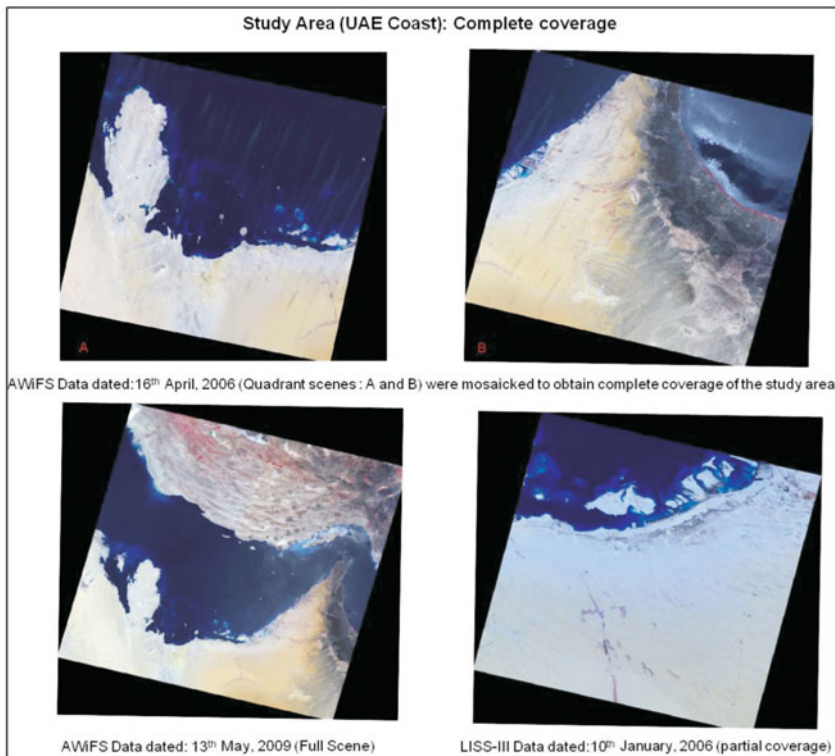 Study Area (UAE Coast): Complete coverage
A
B
AWiFS Data dated:16th April, 2006 (Quadrant scenes : A and B) were mosaicked to obtain complete coverage of the study area
AWiFS Data dated: 13th May, 2009 (Full Scene)
LISS-III Data dated:10th January, 2006 (partial coverage)